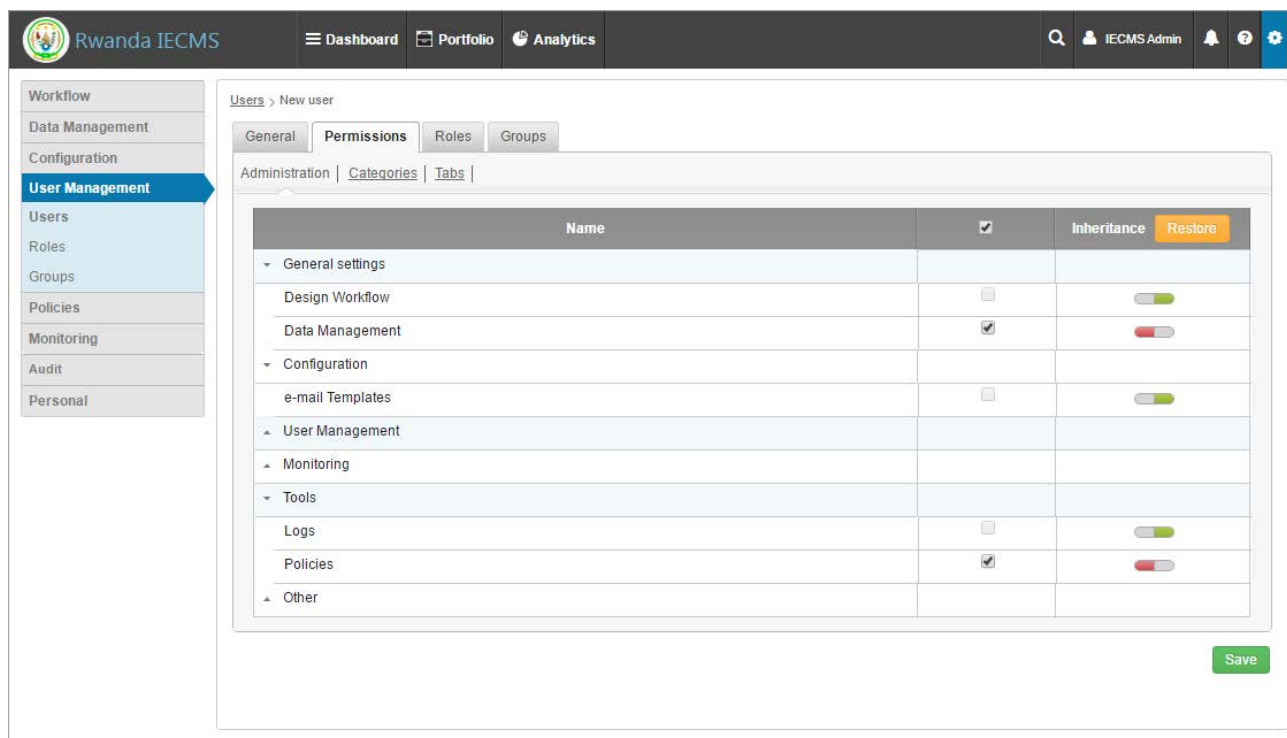 Rwanda IECMS Dashboard Portfolio Analytics IECMS Admin
Workflow
Data Management
Configuration
User Management
Users
Roles
Groups
Policies
Monitoring
Audit
Personal
Users > New user
General Permissions Roles Groups
Administration | Categories | Tabs |
Name Inheritance Restore
General settings
Design Workflow
Data Management
Configuration
e-mail Templates
User Management
Monitoring
Tools
Logs
Policies
Other
Save